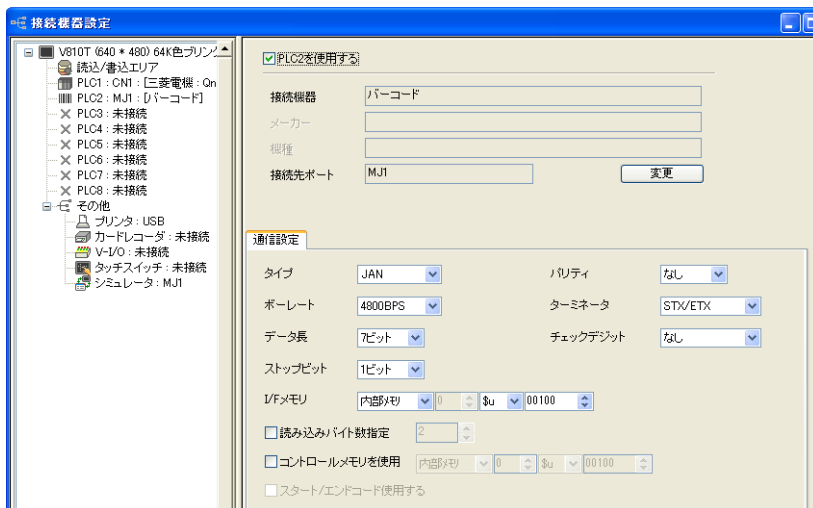 接続機器設定
V810T (640 * 480) 64K色プリン
読込/書込エリア
PLC1 : CN1 : [三菱電機 : Qn
PLC2 : MJ1 : [バーコード]
PLC3 : 未接続
PLC4 : 未接続
PLC5 : 未接続
PLC6 : 未接続
PLC7 : 未接続
PLC8 : 未接続
その他
プリンタ : USB
カードレコーダ : 未接続
V-I/O : 未接続
タッチスイッチ : 未接続
シミュレータ : MJ1
PLC2を使用する
接続機器 バーコード
メーカー
機種
接続先ポート MJ1 変更
通信設定
タイプ JAN パリティ なし
ボーレート 4800BPS ターミネータ STX/ETX
データ長 7ビット チェックデジット なし
ストップビット 1ビット
I/Fメモリ 内部メモリ 0 $u 00100
読み込みバイト数指定 2
コントロールメモリを使用 内部メモリ 0 $u 00100
スタート/エンドコード使用する